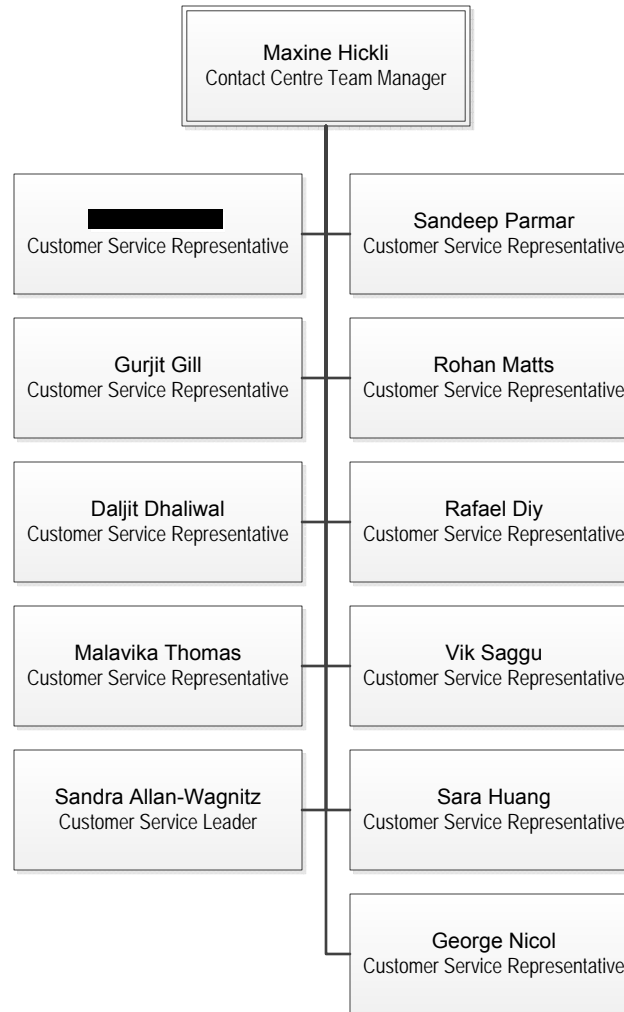 Maxine Hickli
Contact Centre Team Manager
Customer Service Representative
Sandeep Parmar
Customer Service Representative
Gurjit Gill
Customer Service Representative
Rohan Matts
Customer Service Representative
Daljit Dhaliwal
Customer Service Representative
Rafael Diy
Customer Service Representative
Malavika Thomas
Customer Service Representative
Vik Saggu
Customer Service Representative
Sandra Allan-Wagnitz
Customer Service Leader
Sara Huang
Customer Service Representative
George Nicol
Customer Service Representative